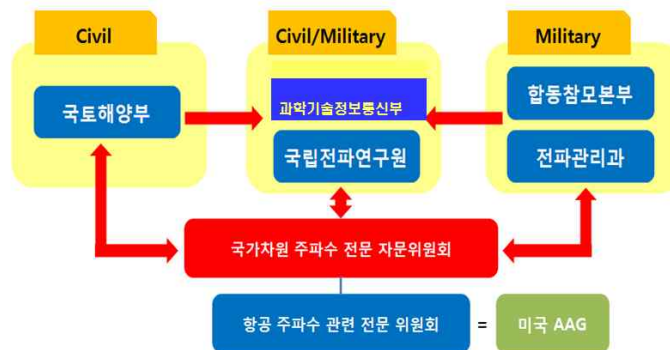 Civil
Civil/Military
Military
국토해양부
과학기술정보통신부
국립전파연구원
합동참모본부
전파관리과
국가차원 주파수 전문 자문위원회
항공 주파수 관련 전문 위원회
=
미국 AAG